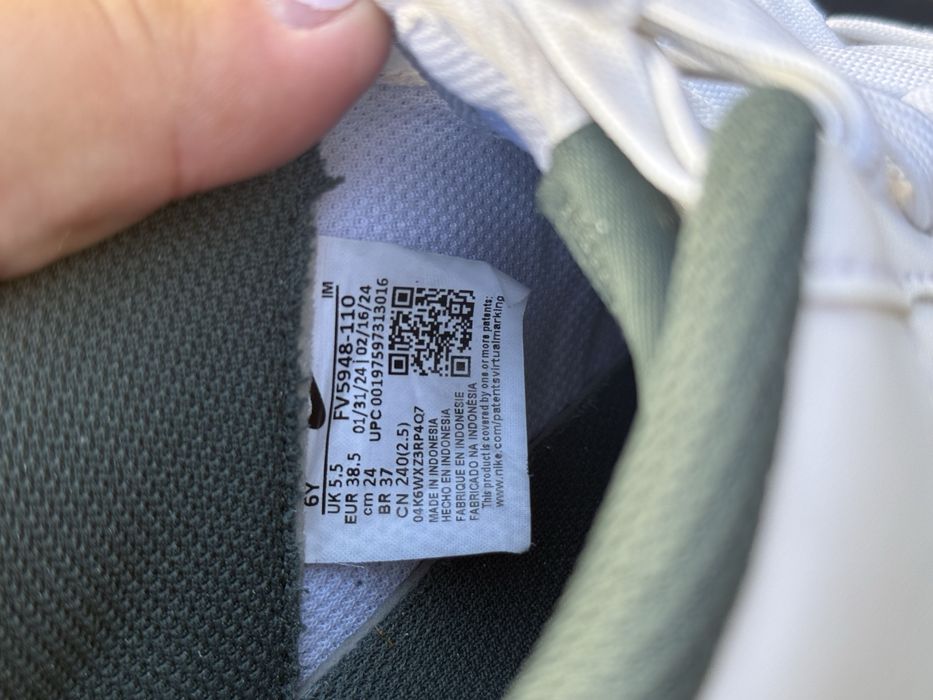 6Y
IM
UK 5.5
FV5948-110
EUR 38.5
01/31/24 | 02/16/24
cm 24
UPC 00197597313016
BR 37
CN 240(2.5)
04K6WXZ3RP4Q7
MADE IN INDONESIA
HECHO EN INDONESIA
FABRIQUE EN INDONESIE
FABRICADO NA INDONÉSIA
This product is covered by one or more patents:
www.nike.com/patentsvirtualmarking